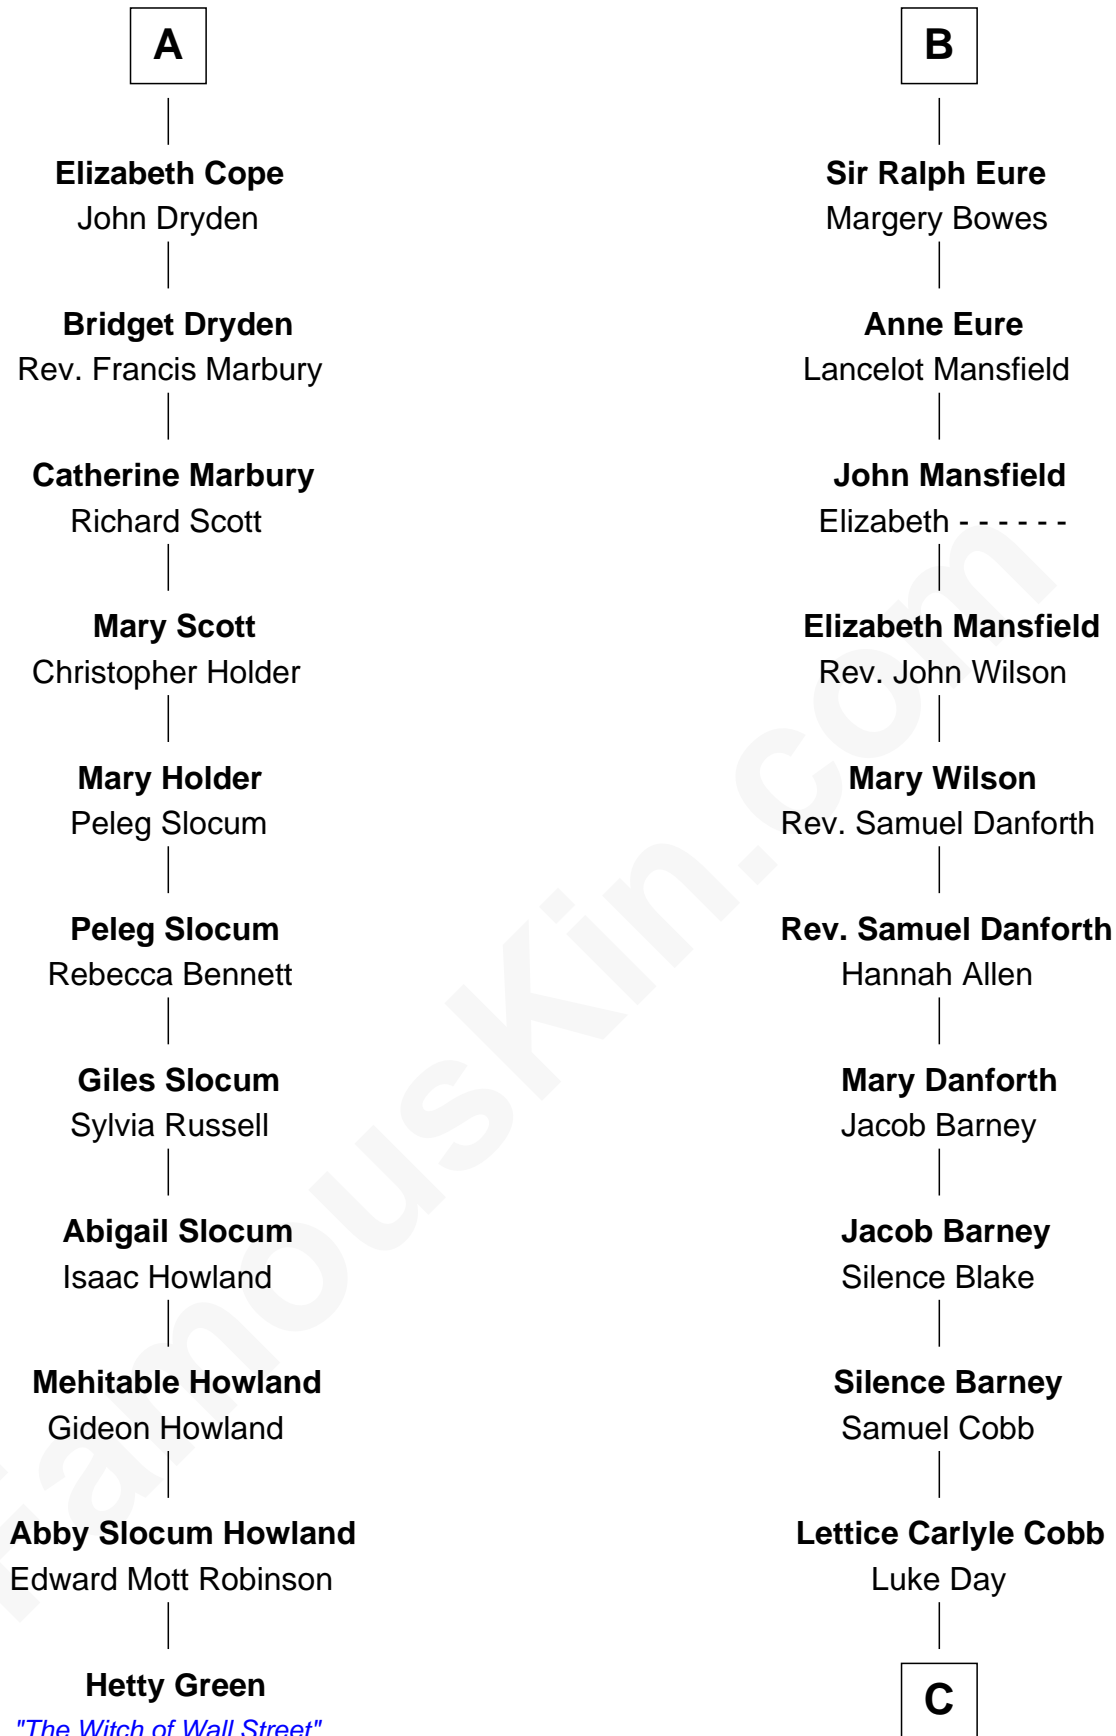 A
Elizabeth Cope
John Dryden
Bridget Dryden
Rev. Francis Marbury
Catherine Marbury
Richard Scott
Mary Scott
Christopher Holder
Mary Holder
Peleg Slocum
Peleg Slocum
Rebecca Bennett
Giles Slocum
Sylvia Russell
Abigail Slocum
Isaac Howland
Mehitable Howland
Gideon Howland
Abby Slocum Howland
Edward Mott Robinson
Hetty Green
"The Witch of Wall Street"
B
Sir Ralph Eure
Margery Bowes
Anne Eure
Lancelot Mansfield
John Mansfield
Elizabeth - - - - - -
Elizabeth Mansfield
Rev. John Wilson
Mary Wilson
Rev. Samuel Danforth
Rev. Samuel Danforth
Hannah Allen
Mary Danforth
Jacob Barney
Jacob Barney
Silence Blake
Silence Barney
Samuel Cobb
Lettice Carlyle Cobb
Luke Day
C
FamousKin.com